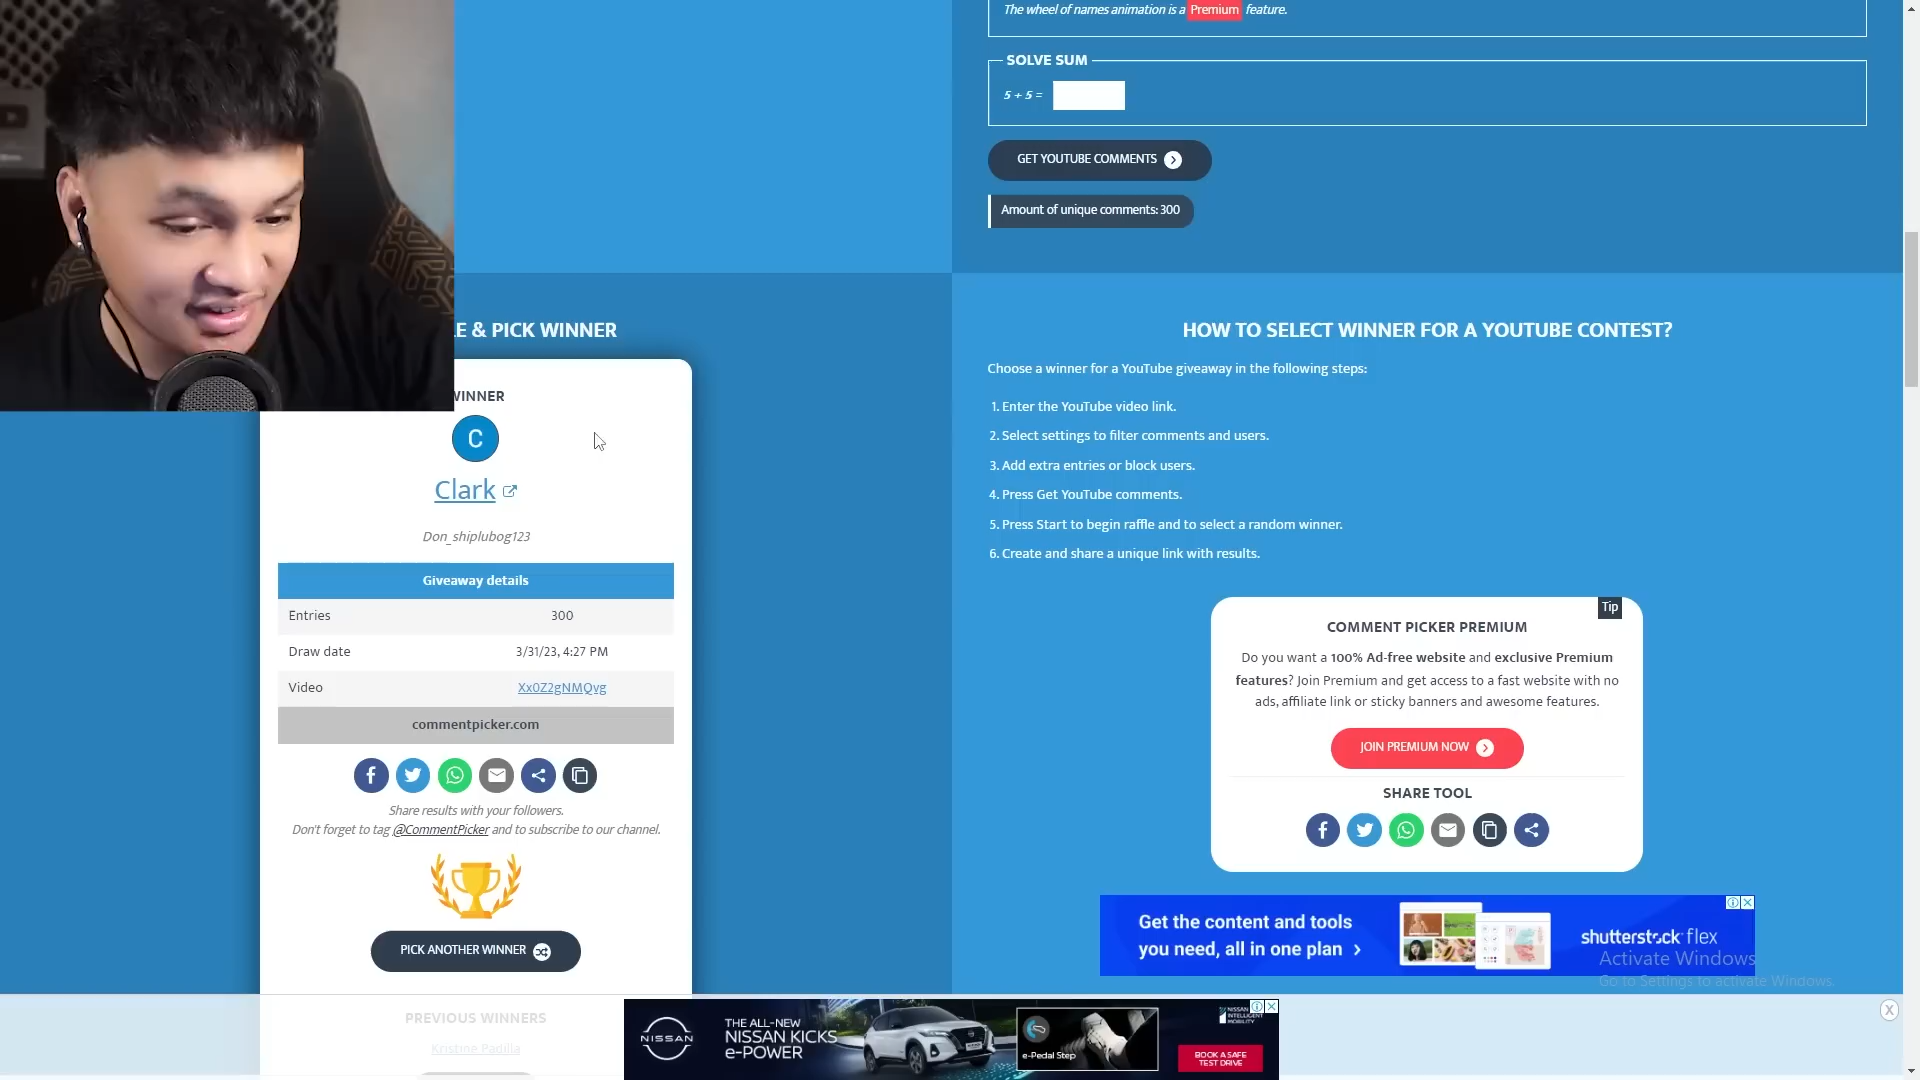 The wheel of names animation is a Premium feature.
SOLVE SUM
5 + 5 =
GET YOUTUBE COMMENTS
Amount of unique comments: 300
LE & PICK WINNER
WINNER
C
Clark
Don_shiplubog123
Giveaway details
Entries 300
Draw date 3/31/23, 4:27 PM
Video Xx0Z2gNMQvg
commentpicker.com
Share results with your followers.
Don't forget to tag @CommentPicker and to subscribe to our channel.
PICK ANOTHER WINNER
PREVIOUS WINNERS
Kristine Padilla
HOW TO SELECT WINNER FOR A YOUTUBE CONTEST?
Choose a winner for a YouTube giveaway in the following steps:
1. Enter the YouTube video link.
2. Select settings to filter comments and users.
3. Add extra entries or block users.
4. Press Get YouTube comments.
5. Press Start to begin raffle and to select a random winner.
6. Create and share a unique link with results.
Tip
COMMENT PICKER PREMIUM
Do you want a 100% Ad-free website and exclusive Premium
features? Join Premium and get access to a fast website with no
ads, affiliate link or sticky banners and awesome features.
JOIN PREMIUM NOW
SHARE TOOL
Get the content and tools
you need, all in one plan
shutterstock flex
Activate Windows
Go to Settings to activate Windows.
NISSAN
THE ALL-NEW
NISSAN KICKS
e-POWER
e-Pedal Step
NISSAN
INTELLIGENT
MOBILITY
BOOK A SAFE
TEST DRIVE
X